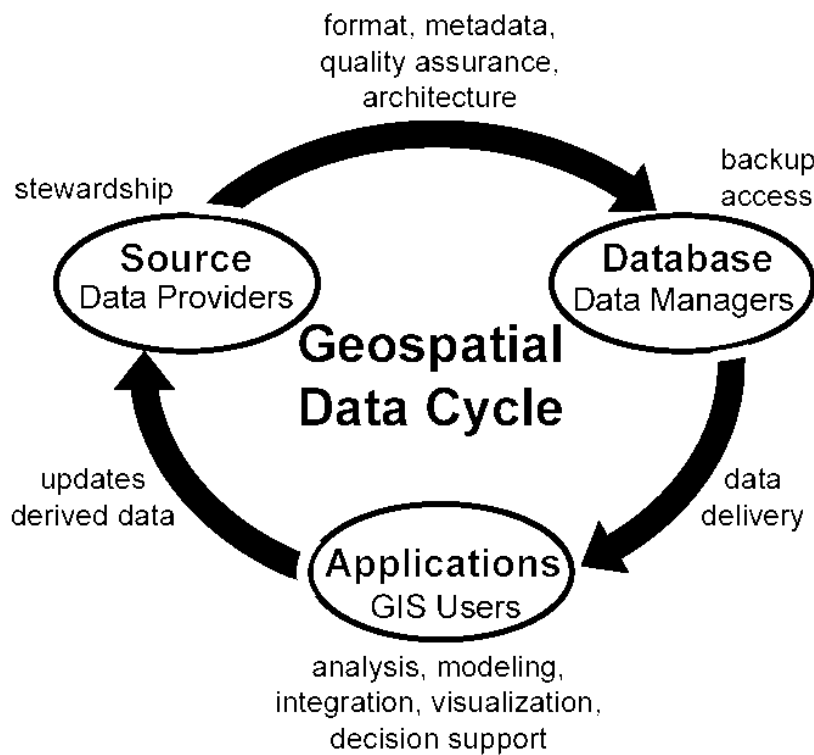 format, metadata,
quality assurance,
architecture
stewardship
backup
access
Source
Data Providers
Database
Data Managers
Geospatial
Data Cycle
updates
derived data
data
delivery
Applications
GIS Users
analysis, modeling,
integration, visualization,
decision support